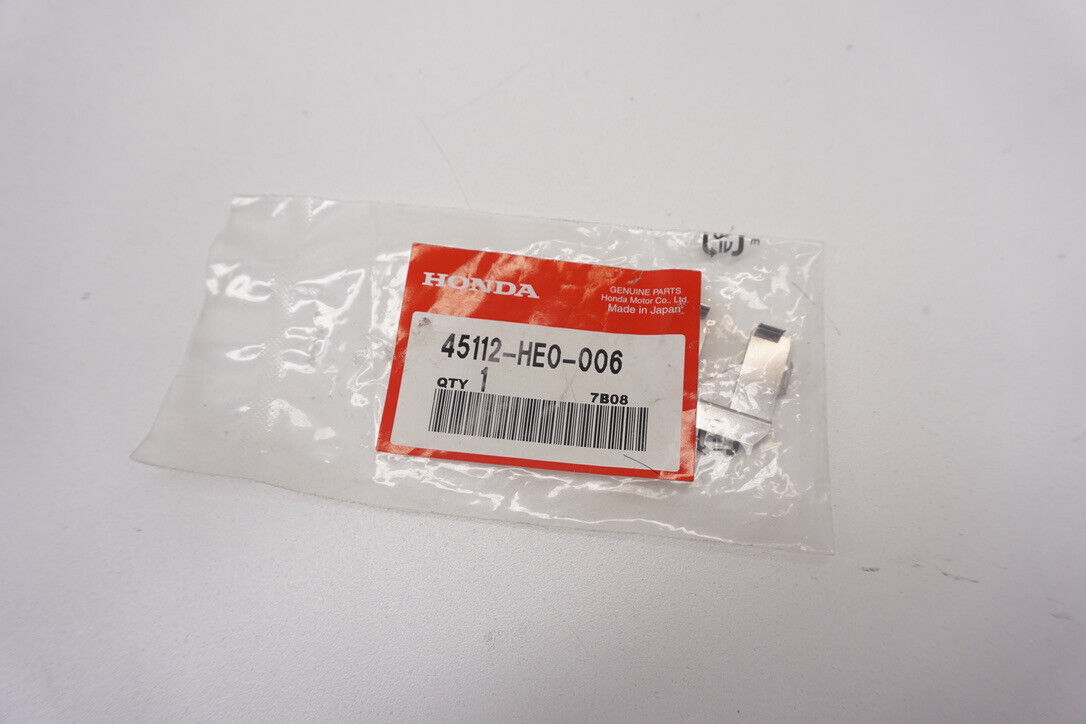 HONDA
GENUINE PARTS
Honda Motor Co., Ltd.
Made in Japan
45112-HE0-006
QTY 1
7B08